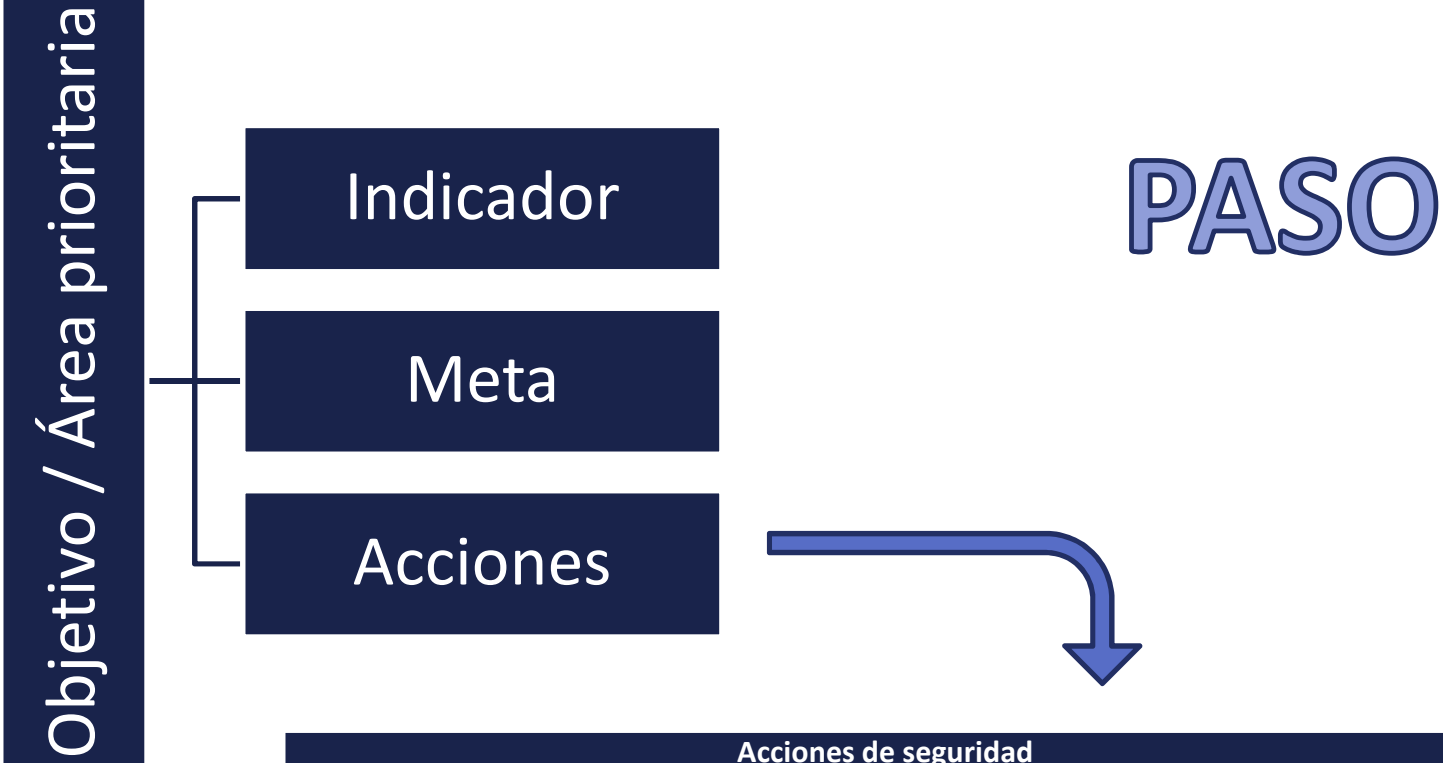 Objetivo / Área prioritaria
Indicador
PASO
Meta
Acciones
Acciones de seguridad